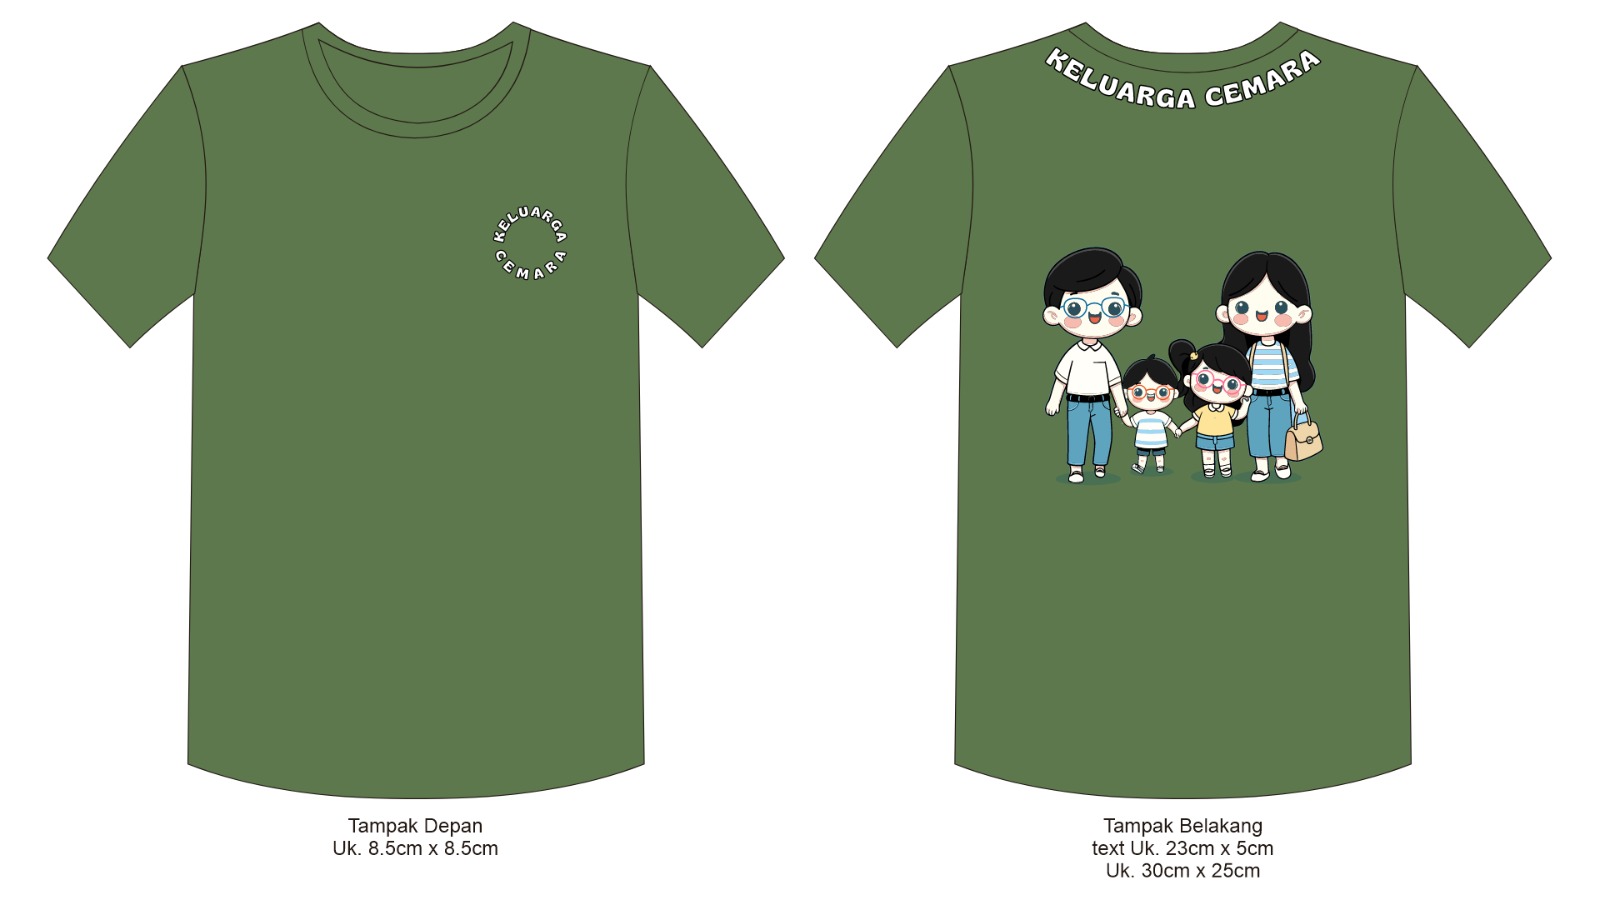 KELUARGA
CEMARA
KELUARGA CEMARA
Tampak Depan
Uk. 8.5cm x 8.5cm
Tampak Belakang
text Uk. 23cm x 5cm
Uk. 30cm x 25cm